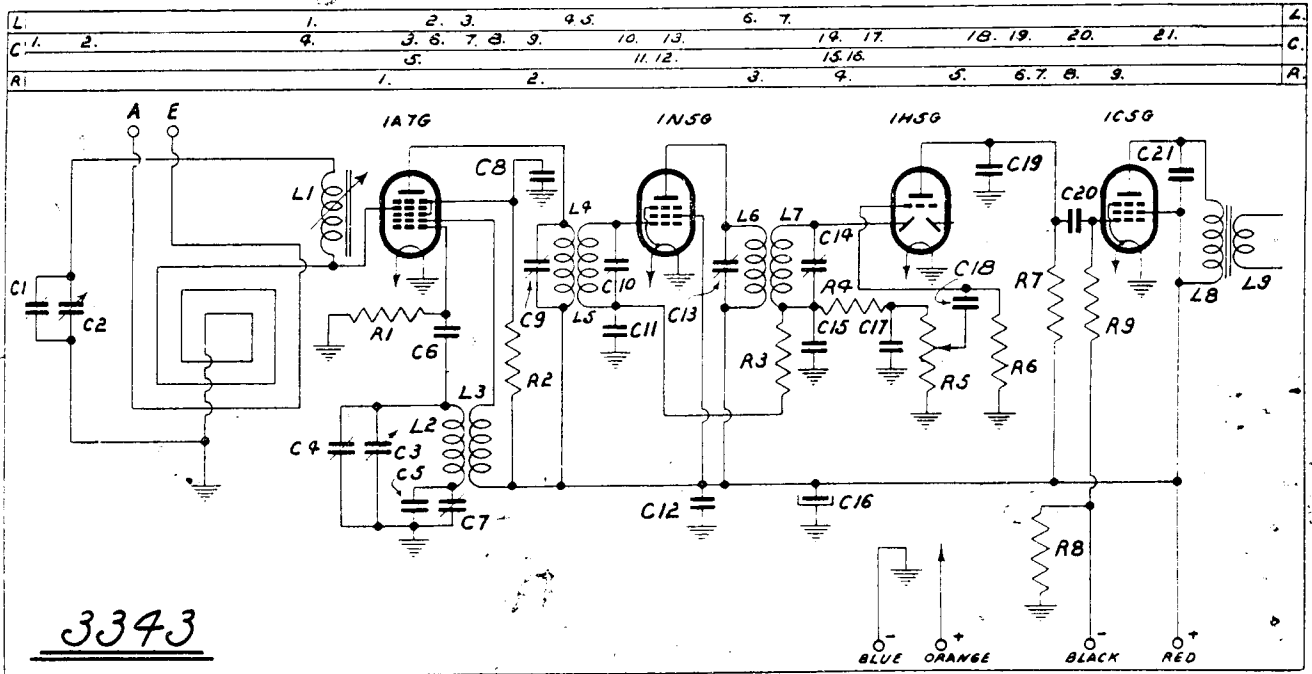 L. 1. 2. 3. 4. 5. 6. 7. L.
C. 1. 2. 4. 3. 6. 7. 8. 9. 10. 13. 14. 17. 18. 19. 20. 21. C.
5. 11. 12. 15. 16.
R. 1. 2. 3. 4. 5. 6. 7. 8. 9. R.
A E
1A7G 1N5G 1H5G 1C5G
C8 C19 C21
L1 C20
L4 L6 L7 C14
C18
C1 C2 C9 C10 L5 C13 R4 R7 L8 L9
R1 C6 C11 C15 C17 R9
R2 R3 R5 R6
L3
L2
C4 C3 C5
C7 C12 C16
R8
3343
- + - +
BLUE ORANGE BLACK RED